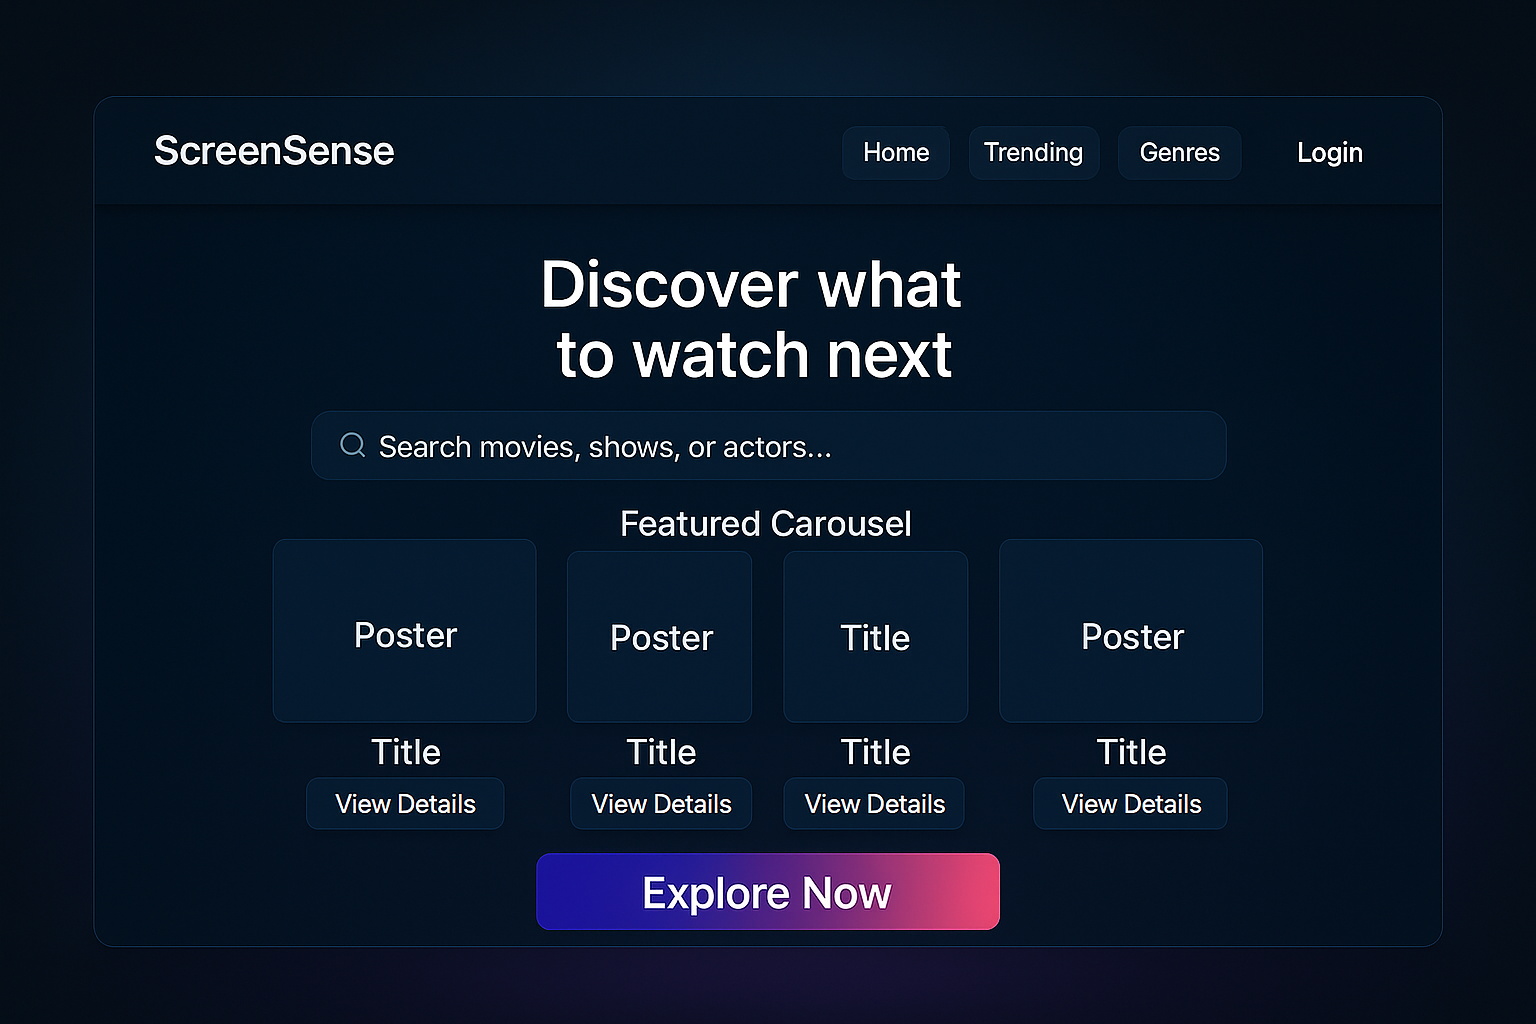 ScreenSense
Home Trending Genres Login
Discover what
to watch next
Search movies, shows, or actors...
Featured Carousel
Poster Poster Title Poster
Title Title Title Title
View Details View Details View Details View Details
Explore Now